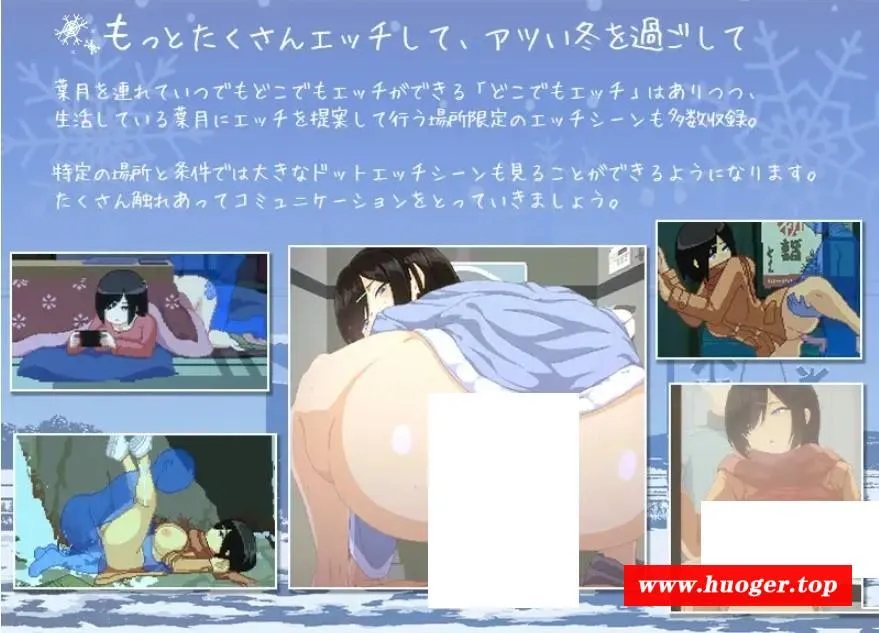 もっとたくさんエッチして、アツい冬を過ごして
葉月を連れていつでもどこでもエッチができる「どこでもエッチ」はありつつ、
生活している葉月にエッチを提案して行う場所限定のエッチシーンも多数収録。
特定の場所と条件では大きなドットエッチシーンも見ることができるようになります。
たくさん触れあってコミュニケーションをとっていきましょう。
初詣
www.huoger.top